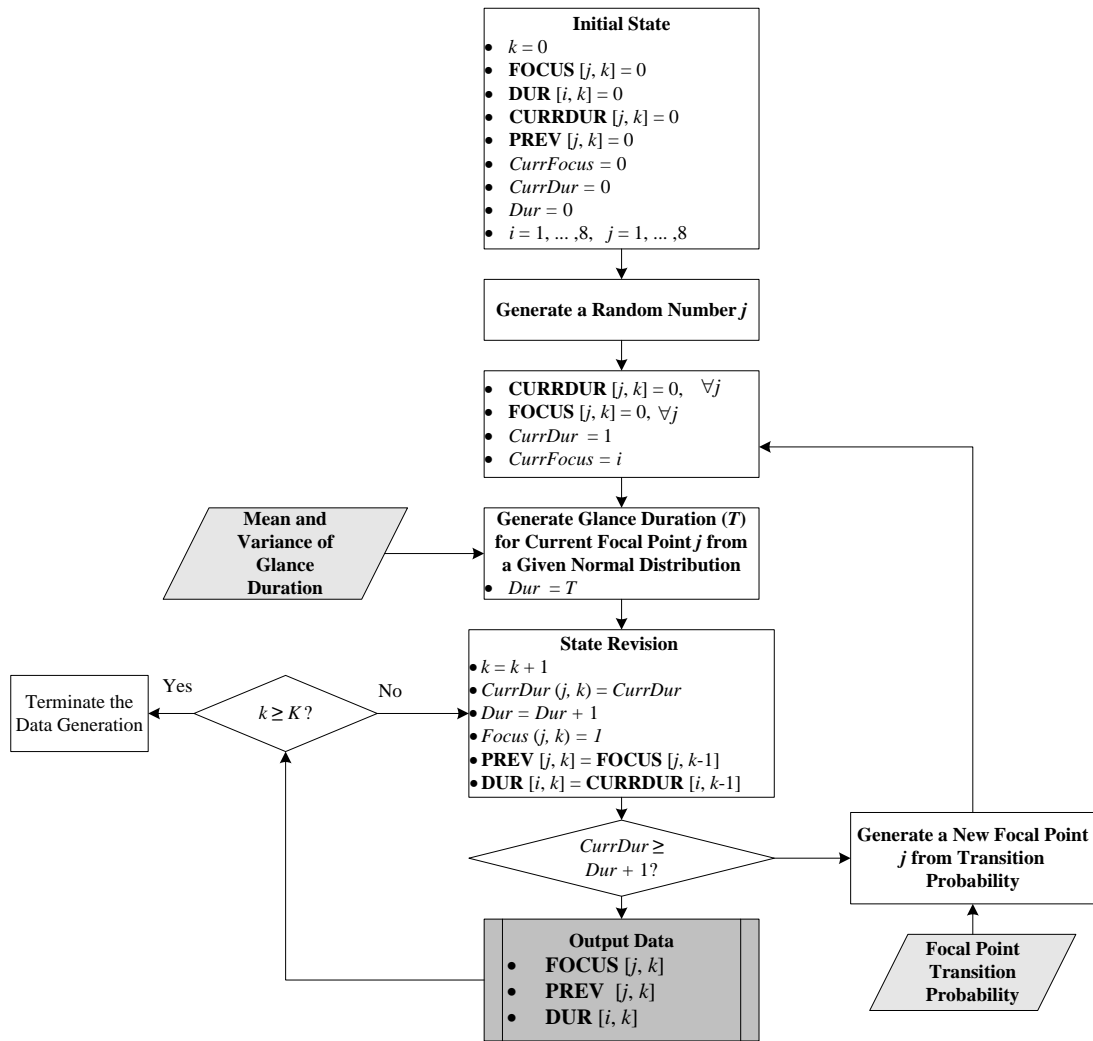 Initial State
• k = 0
• FOCUS [j, k] = 0
• DUR [i, k] = 0
• CURRDUR [j, k] = 0
• PREV [j, k] = 0
• CurrFocus = 0
• CurrDur = 0
• Dur = 0
• i = 1, ... ,8, j = 1, ... ,8
Generate a Random Number j
• CURRDUR [j, k] = 0, ∀j
• FOCUS [j, k] = 0, ∀j
• CurrDur = 1
• CurrFocus = i
Mean and
Variance of
Glance
Duration
Generate Glance Duration (T)
for Current Focal Point j from
a Given Normal Distribution
• Dur = T
State Revision
• k = k + 1
• CurrDur (j, k) = CurrDur
• Dur = Dur + 1
• Focus (j, k) = 1
• PREV [j, k] = FOCUS [j, k-1]
• DUR [i, k] = CURRDUR [i, k-1]
Terminate the
Data Generation
Yes
k ≥ K?
No
CurrDur ≥
Dur + 1?
Generate a New Focal Point
j from Transition
Probability
Output Data
• FOCUS [j, k]
• PREV [j, k]
• DUR [i, k]
Focal Point
Transition
Probability